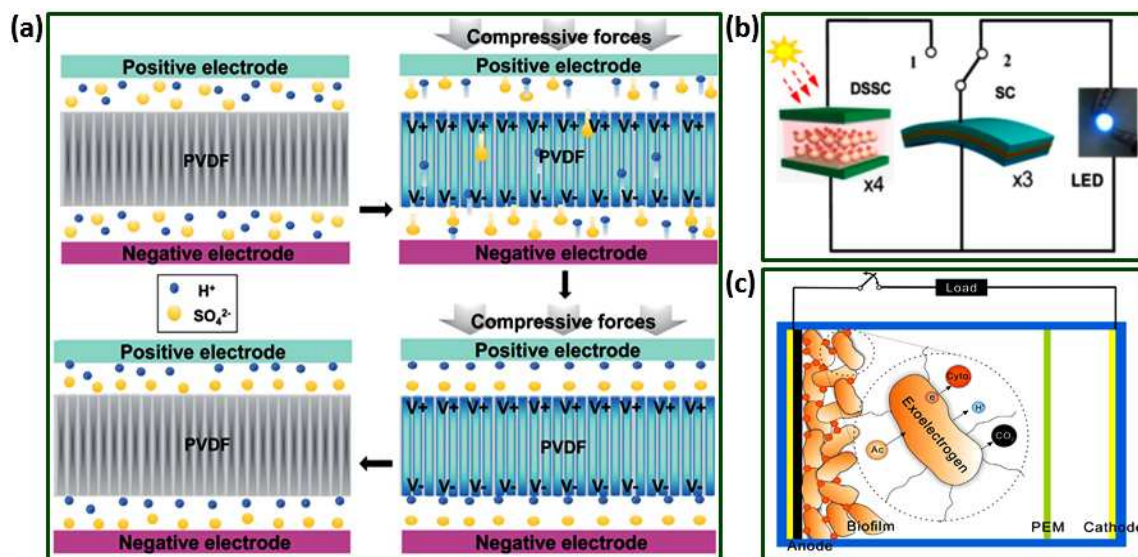 (a)
Positive electrode
PVDF
Negative electrode
Compressive forces
Positive electrode
V+ V+ V+ V+ V+ V+ V+ V+ V+
PVDF
V- V- V- V- V- V- V- V- V-
Negative electrode
H⁺
SO₄²⁻
Positive electrode
PVDF
Negative electrode
Compressive forces
Positive electrode
V+ V+ V+ V+ V+ V+ V+ V+ V+
PVDF
V- V- V- V- V- V- V- V- V-
Negative electrode
(b)
1
2
DSSC
SC
x4
x3
LED
(c)
Load
Cyto
e
H
Exoelectrogen
Ac
CO₂
Biofilm
PEM
Cathode
Anode